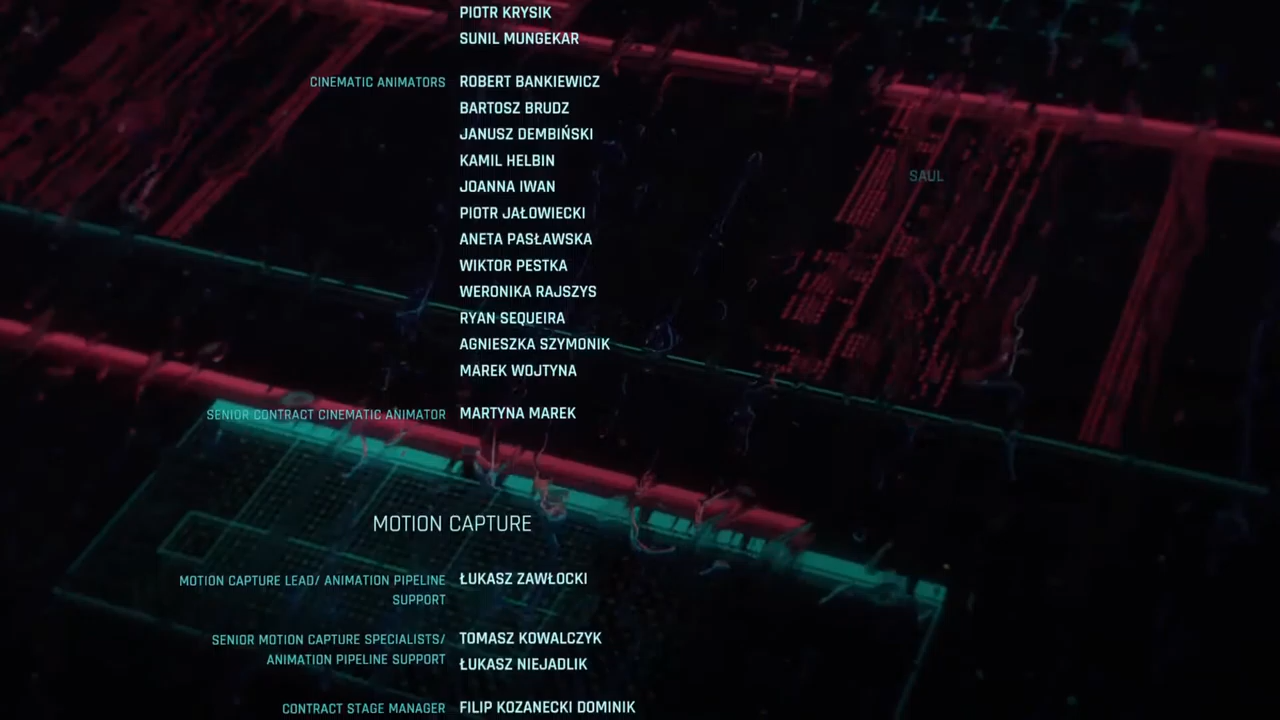 PIOTR KRYSIK
SUNIL MUNGEKAR
CINEMATIC ANIMATORS ROBERT BANKIEWICZ
BARTOSZ BRUDZ
JANUSZ DEMBIŃSKI
KAMIL HELBIN
JOANNA IWAN
PIOTR JAŁOWIECKI
SAUL
ANETA PASŁAWSKA
WIKTOR PESTKA
WERONIKA RAJSZYS
RYAN SEQUEIRA
AGNIESZKA SZYMONIK
MAREK WOJTYNA
SENIOR CONTRACT CINEMATIC ANIMATOR MARTYNA MAREK
MOTION CAPTURE
MOTION CAPTURE LEAD/ ANIMATION PIPELINE ŁUKASZ ZAWŁOCKI
SUPPORT
SENIOR MOTION CAPTURE SPECIALISTS/ TOMASZ KOWALCZYK
ANIMATION PIPELINE SUPPORT ŁUKASZ NIEJADLIK
CONTRACT STAGE MANAGER FILIP KOZANECKI DOMINIK